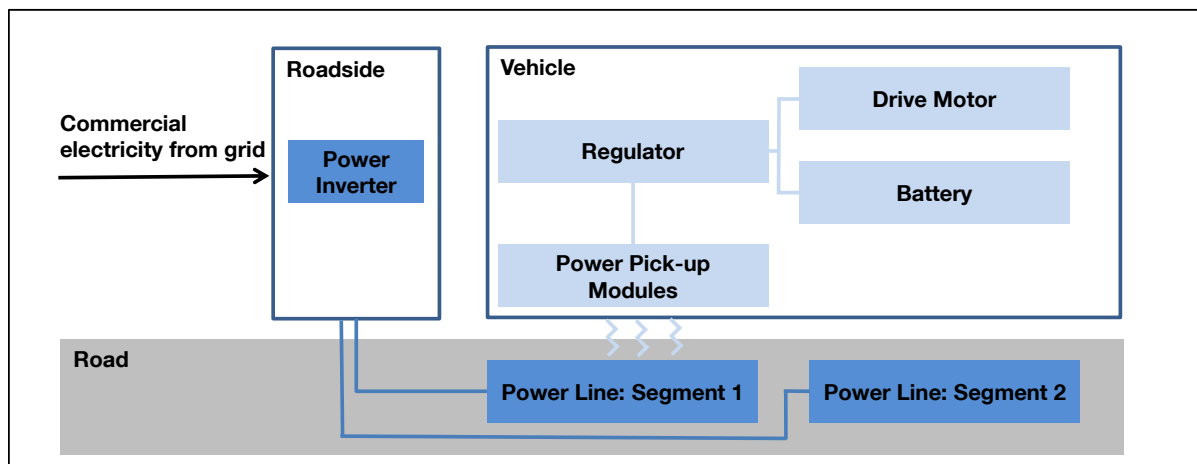 Commercial
electricity from grid
Roadside
Power
Inverter
Vehicle
Regulator
Drive Motor
Battery
Power Pick-up
Modules
Road
Power Line: Segment 1
Power Line: Segment 2